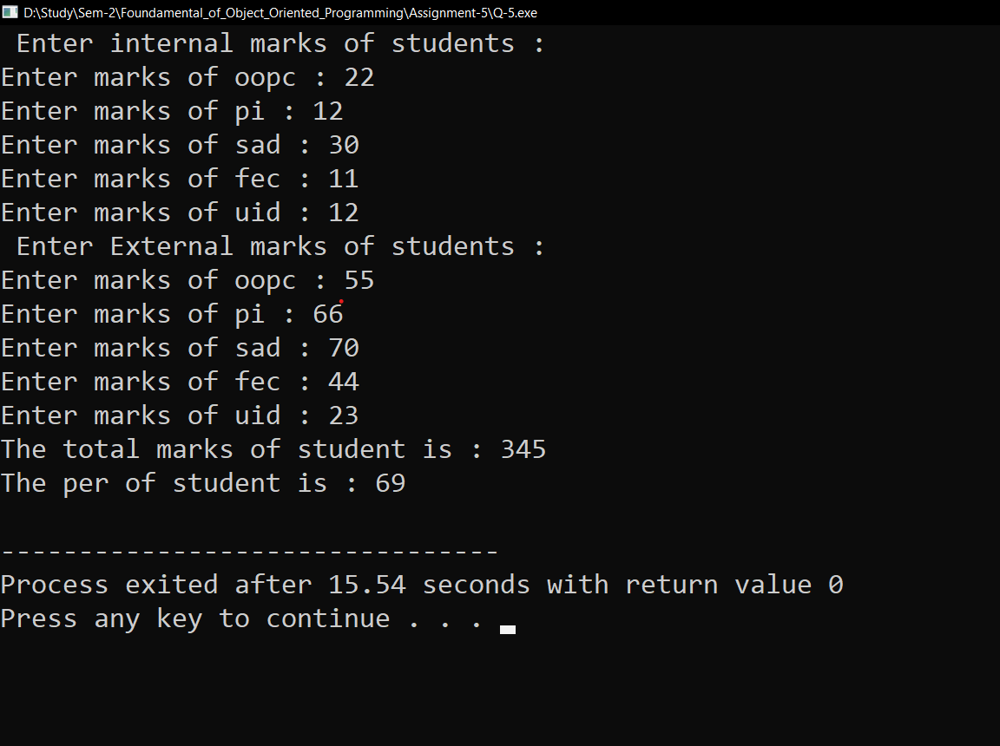 D:\Study\Sem-2\Foundamental_of_Object_Oriented_Programming\Assignment-5\Q-5.exe
Enter internal marks of students :
Enter marks of oopc : 22
Enter marks of pi : 12
Enter marks of sad : 30
Enter marks of fec : 11
Enter marks of uid : 12
Enter External marks of students :
Enter marks of oopc : 55
Enter marks of pi : 66
Enter marks of sad : 70
Enter marks of fec : 44
Enter marks of uid : 23
The total marks of student is : 345
The per of student is : 69
--------------------------------
Process exited after 15.54 seconds with return value 0
Press any key to continue . . .